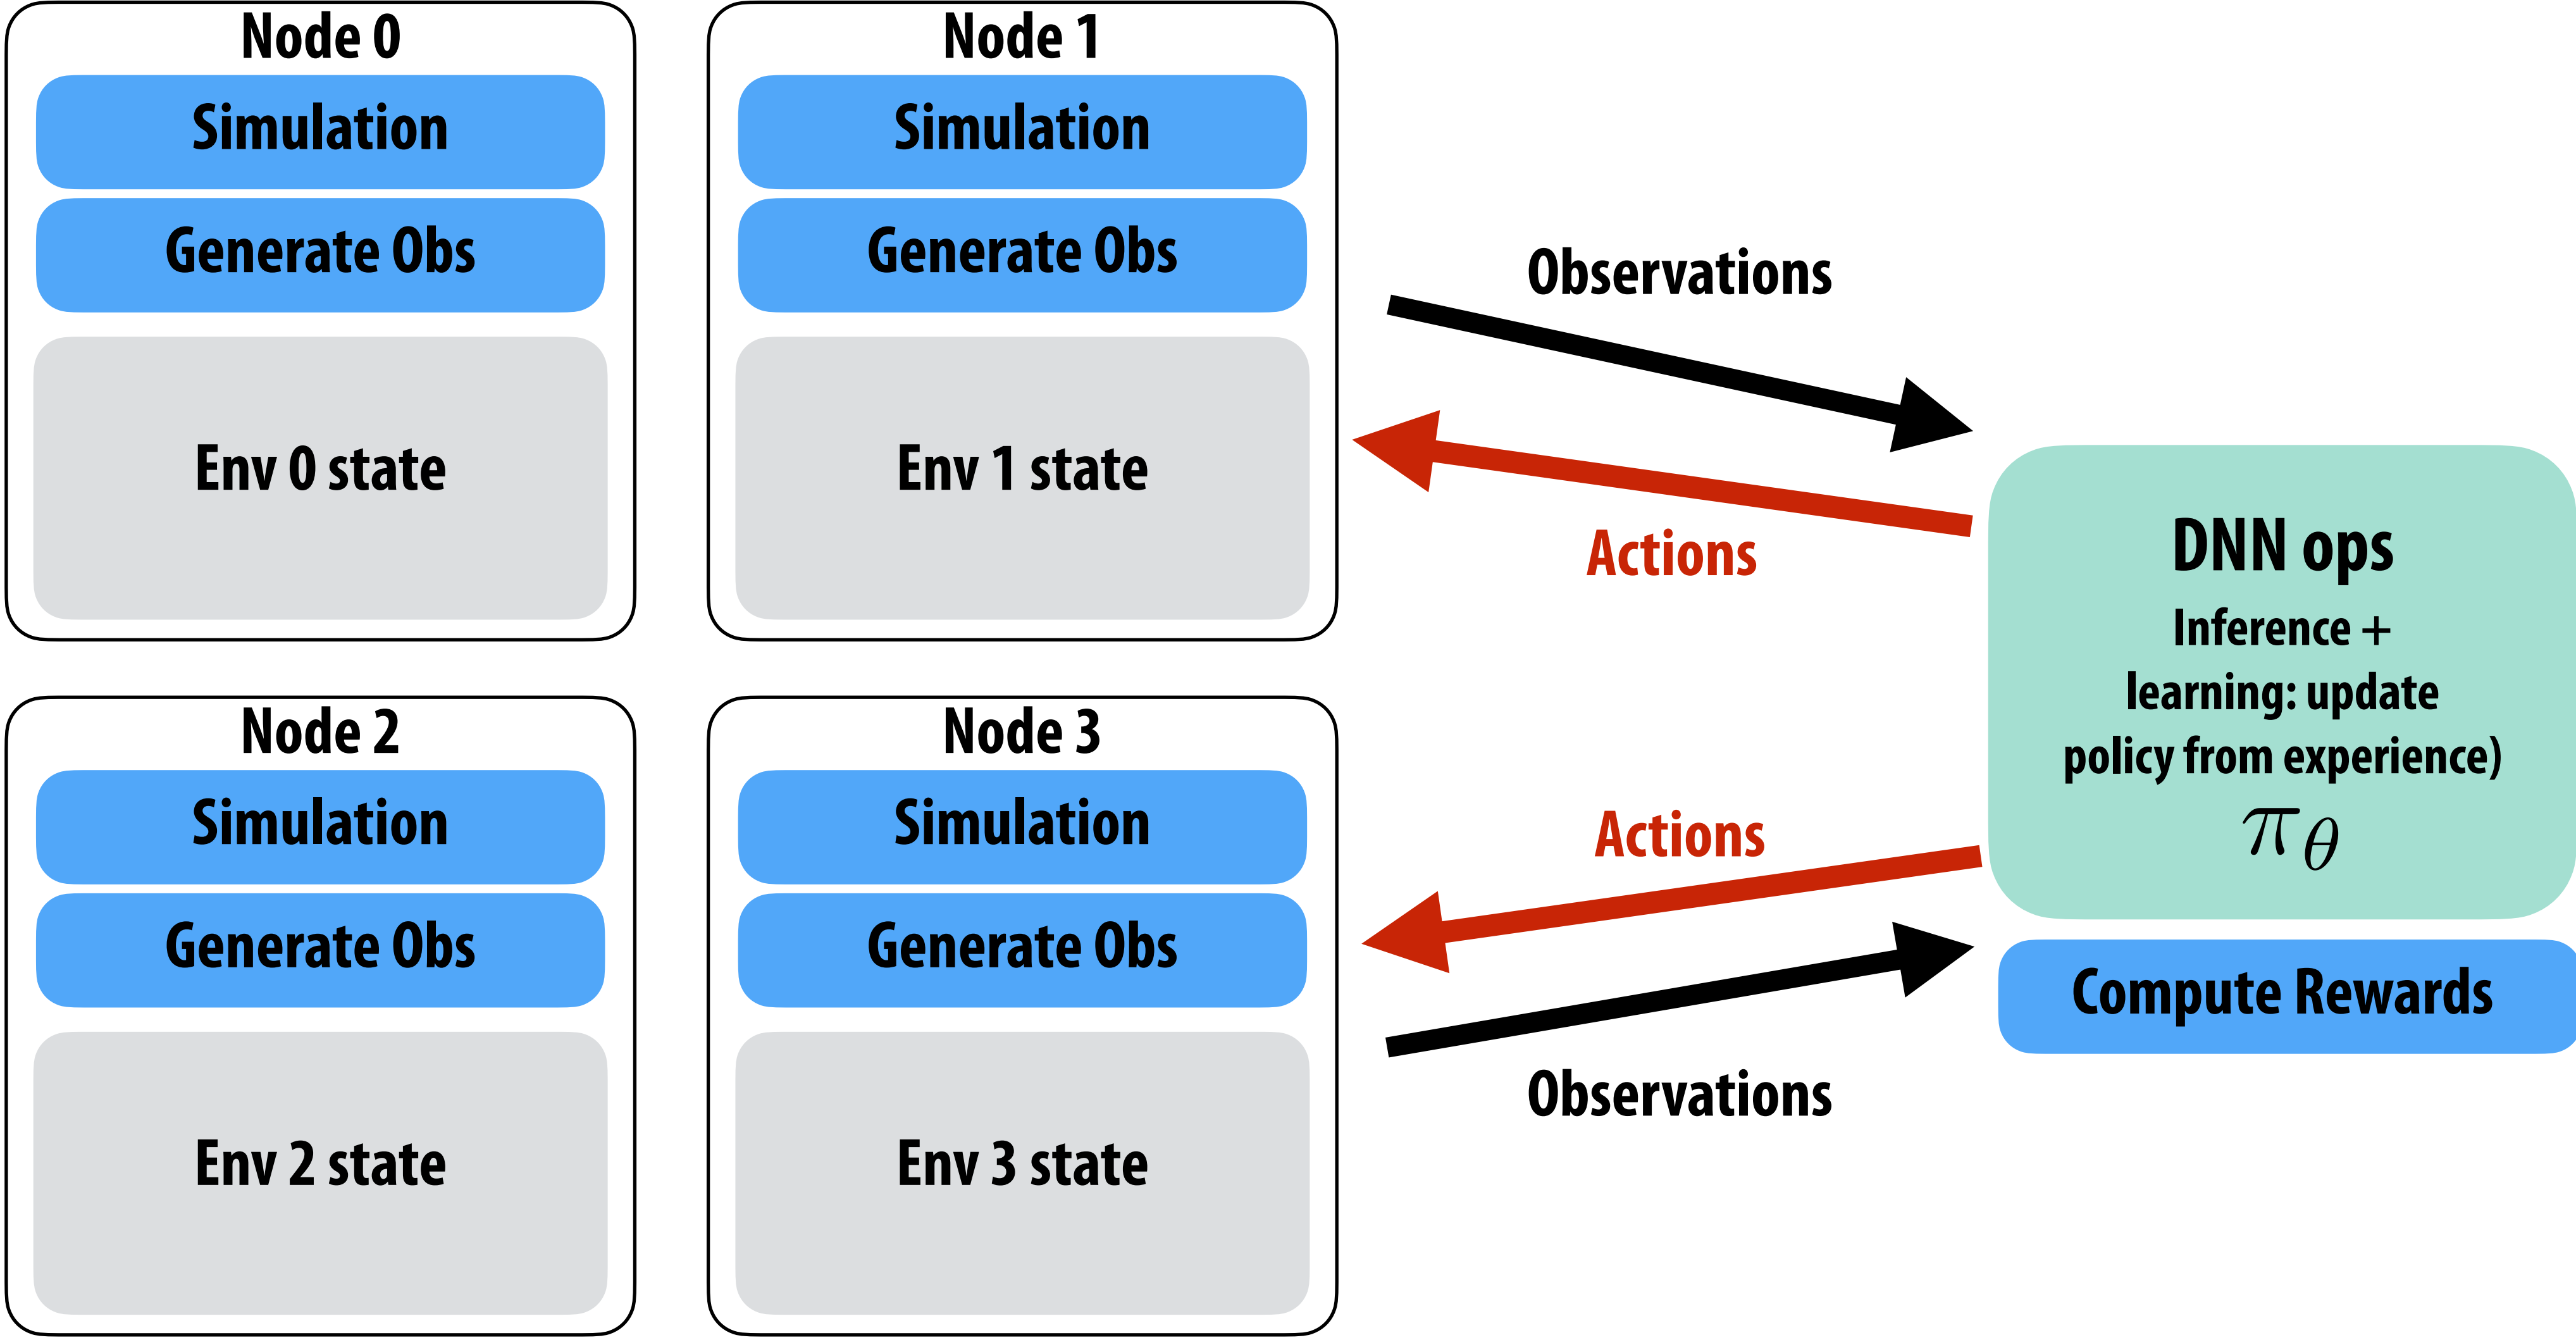 Node 0
Simulation
Generate Obs
Env 0 state
Node 1
Simulation
Generate Obs
Env 1 state
Node 2
Simulation
Generate Obs
Env 2 state
Node 3
Simulation
Generate Obs
Env 3 state
Observations
Actions
Actions
Observations
DNN ops
Inference +
learning: update
policy from experience)
πθ
Compute Rewards